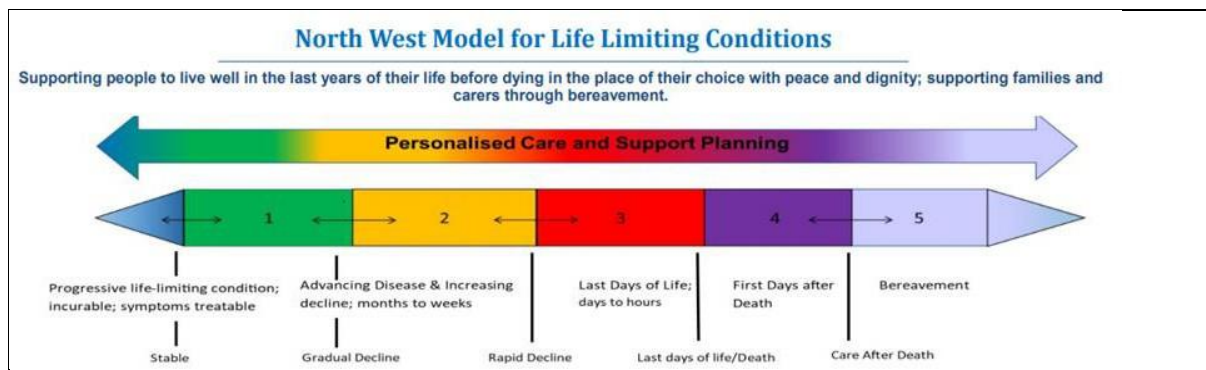 North West Model for Life Limiting Conditions
Supporting people to live well in the last years of their life before dying in the place of their choice with peace and dignity; supporting families and
carers through bereavement.
Personalised Care and Support Planning
1
2
3
4
5
Progressive life-limiting condition;
incurable; symptoms treatable
Advancing Disease & Increasing
decline; months to weeks
Last Days of Life;
days to hours
First Days after
Death
Bereavement
Stable
Gradual Decline
Rapid Decline
Last days of life/Death
Care After Death